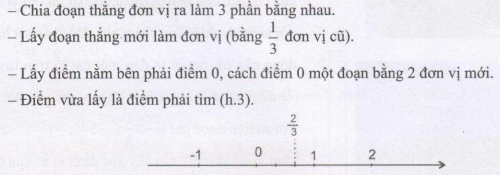 – Chia đoạn thẳng đơn vị ra làm 3 phần bằng nhau.
– Lấy đoạn thẳng mới làm đơn vị (bằng 1/3 đơn vị cũ).
– Lấy điểm nằm bên phải điểm 0, cách điểm 0 một đoạn bằng 2 đơn vị mới.
– Điểm vừa lấy là điểm phải tìm (h.3).
2/3
-1 0 1 2